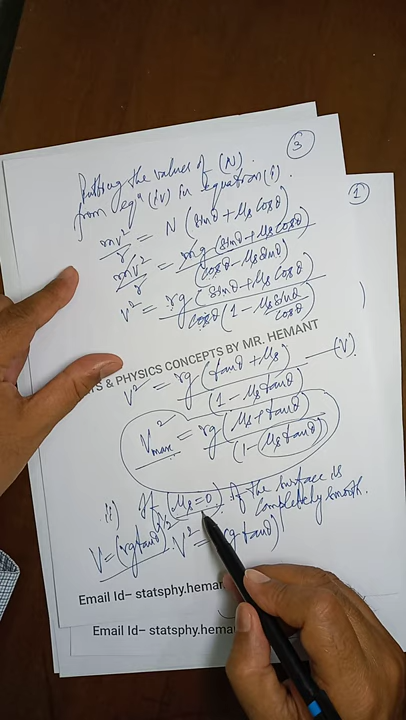 ③
①
Putting the values of (N)
from eqⁿ (iv) in equation (i).
mv²/r = N (sinθ + μs cosθ)
mv²/r = mg (sinθ + μs cosθ) / (cosθ - μs sinθ)
v² = rg (sinθ + μs cosθ) / cosθ (1 - μs sinθ/cosθ)
& PHYSICS CONCEPTS BY MR. HEMANT
v² = rg (tanθ + μs) / (1 - μs tanθ) — (V).
V²max = rg (μs + tanθ) / (1 - μs tanθ)
ii) If (μs = 0) if the surface is
completely smooth.
V = (rg tanθ)^1/2 . V² = (rg tanθ)
Email Id– statsphy.heman
Email Id– statsphy.hema